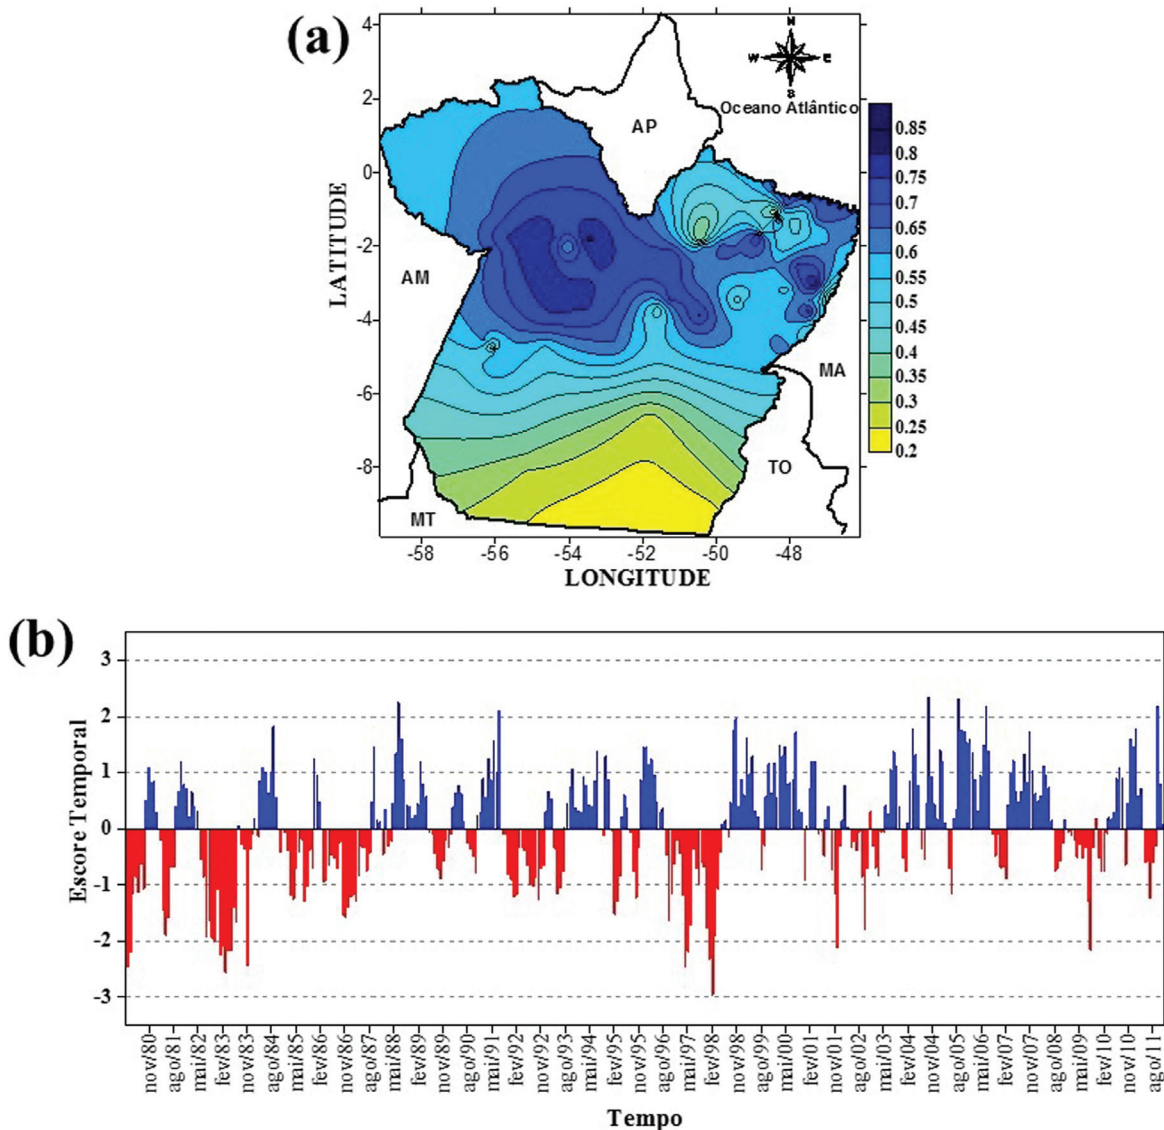 (a)
4
2
0
-2
-4
-6
-8
LATITUDE
N
W
E
S
Oceano Atlântico
AP
AM
MA
TO
MT
0.85
0.8
0.75
0.7
0.65
0.6
0.55
0.5
0.45
0.4
0.35
0.3
0.25
0.2
-58 -56 -54 -52 -50 -48
LONGITUDE
(b)
3
2
1
0
-1
-2
-3
Escore Temporal
nov/80
ago/81
mai/82
fev/83
nov/83
ago/84
mai/85
fev/86
nov/86
ago/87
mai/88
fev/89
nov/89
ago/90
mai/91
fev/92
nov/92
ago/93
mai/94
fev/95
nov/95
ago/96
mai/97
fev/98
nov/98
ago/99
mai/00
fev/01
nov/01
ago/02
mai/03
fev/04
nov/04
ago/05
mai/06
fev/07
nov/07
ago/08
mai/09
fev/10
nov/10
ago/11
Tempo